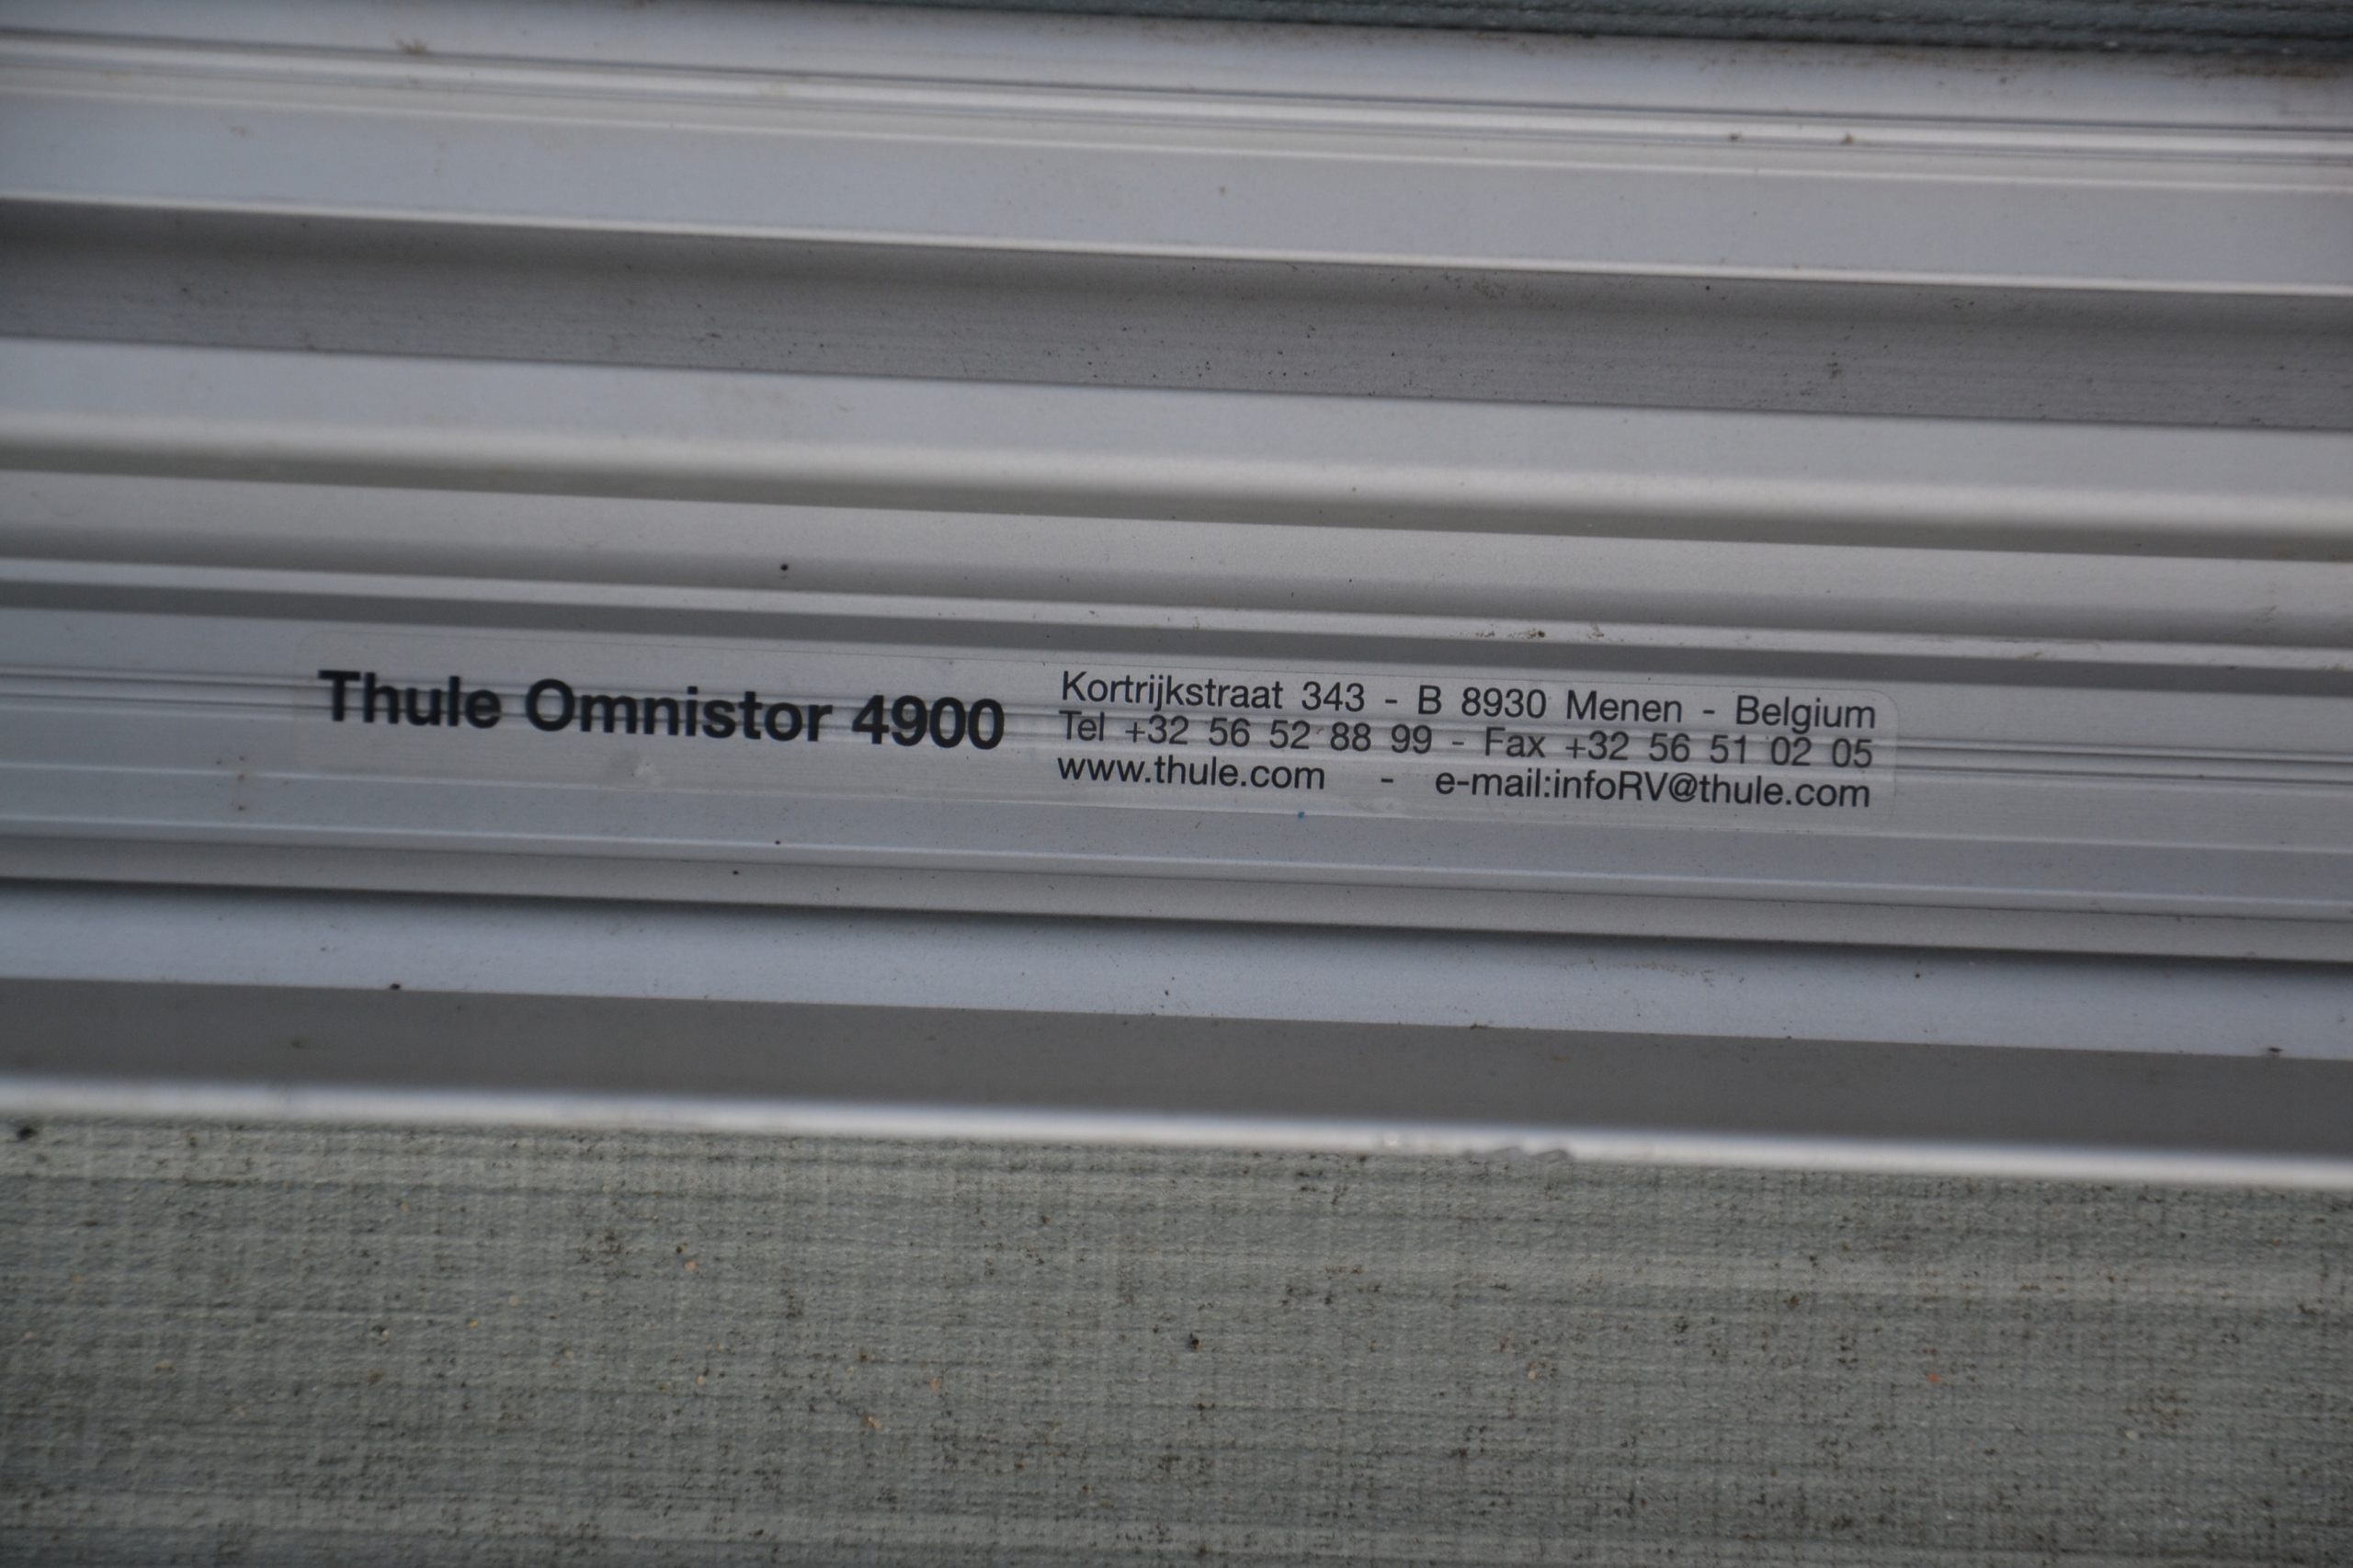 Thule Omnistor 4900
Kortrijkstraat 343 - B 8930 Menen - Belgium
Tel +32 56 52 88 99 - Fax +32 56 51 02 05
www.thule.com - e-mail:infoRV@thule.com